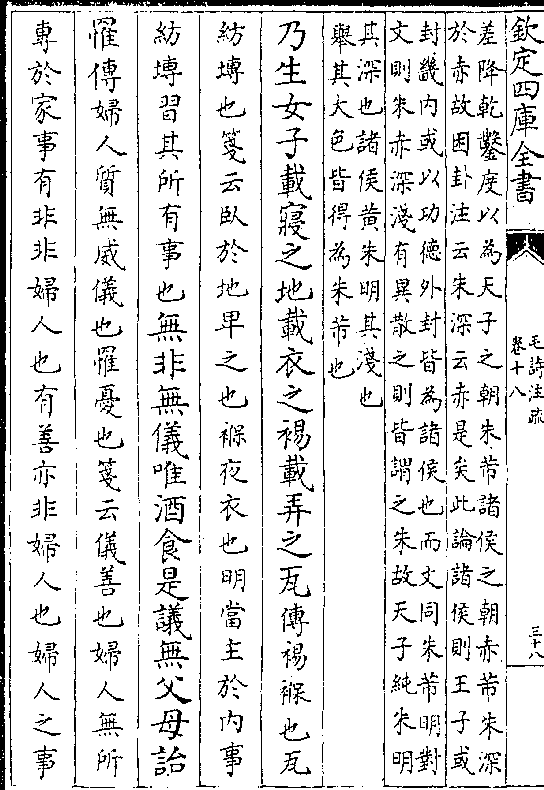 欽定四庫全書
毛詩注疏
卷十八
三十八
差降乾鑿度以為天子之朝朱芾諸侯之朝赤芾朱深
於赤故困卦注云朱深云赤是矣此論諸侯則王子或
封畿内或以功德外封皆為諸侯也而文同朱芾明對
文則朱赤深淺有異散之則皆謂之朱故天子純朱明
其深也諸侯黄朱明其淺也
舉其大色皆得為朱芾也
乃生女子載寢之地載衣之裼載弄之瓦傳裼褓也瓦
紡塼也箋云卧於地卑之也褓夜衣也明當主於内事
紡塼習其所有事也無非無儀唯酒食是議無父母詒
罹傳婦人質無威儀也罹憂也箋云儀善也婦人無所
專於家事有非非婦人也有善亦非婦人也婦人之事